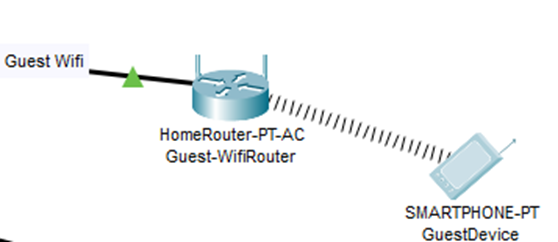 Guest Wifi
HomeRouter-PT-AC
Guest-WifiRouter
SMARTPHONE-PT
GuestDevice